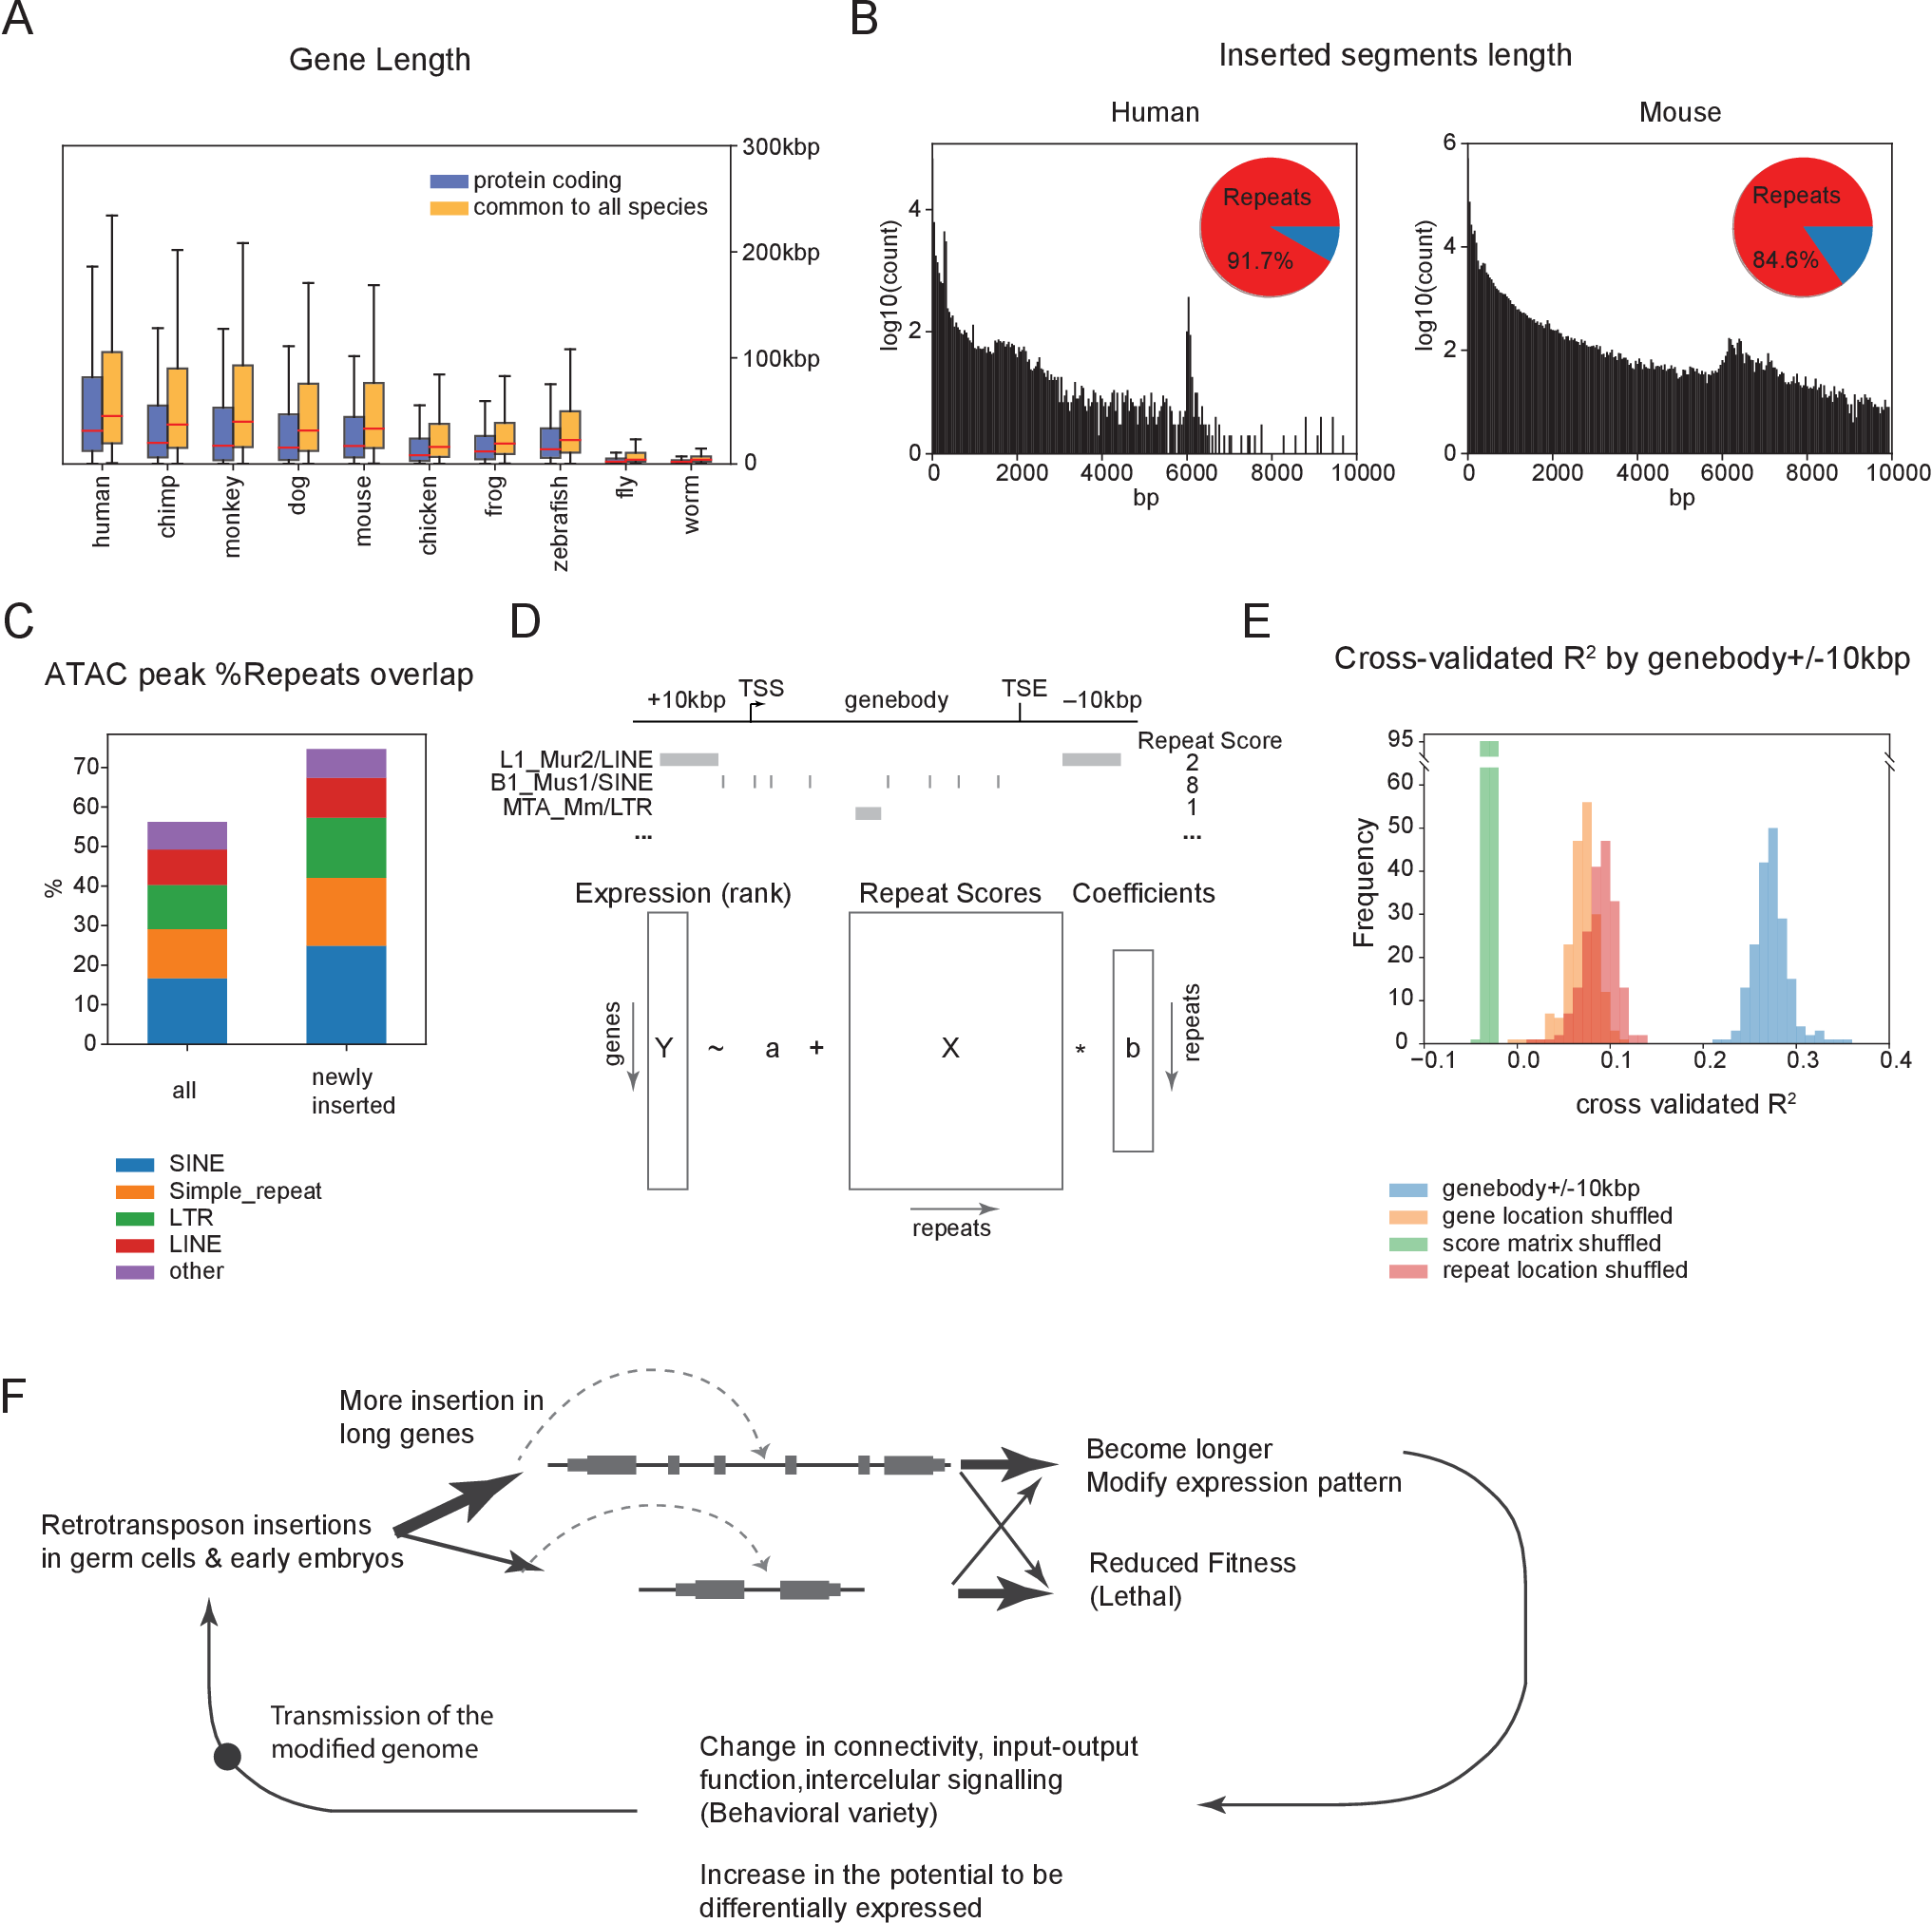 A
Gene Length
300kbp
200kbp
100kbp
0
protein coding
common to all species
human
chimp
monkey
dog
mouse
chicken
frog
zebrafish
fly
worm
B
Inserted segments length
Human
log10(count)
4
2
0
Repeats
91.7%
0
2000
4000
6000
8000
10000
bp
Mouse
log10(count)
6
4
2
0
Repeats
84.6%
0
2000
4000
6000
8000
10000
bp
C
ATAC peak %Repeats overlap
%
70
60
50
40
30
20
10
0
all
newly
inserted
SINE
Simple_repeat
LTR
LINE
other
D
+10kbp
TSS
genebody
TSE
–10kbp
Repeat Score
L1_Mur2/LINE
2
B1_Mus1/SINE
8
MTA_Mm/LTR
1
...
...
Expression (rank)
Repeat Scores
Coefficients
genes
Y
~
a
+
X
*
b
repeats
repeats
E
Cross-validated R² by genebody+/-10kbp
Frequency
95
60
50
40
30
20
10
0
−0.1
0.0
0.1
0.2
0.3
0.4
cross validated R²
genebody+/-10kbp
gene location shuffled
score matrix shuffled
repeat location shuffled
F
More insertion in
long genes
Retrotransposon insertions
in germ cells & early embryos
Become longer
Modify expression pattern
Reduced Fitness
(Lethal)
Transmission of the
modified genome
Change in connectivity, input-output
function,intercelular signalling
(Behavioral variety)
Increase in the potential to be
differentially expressed